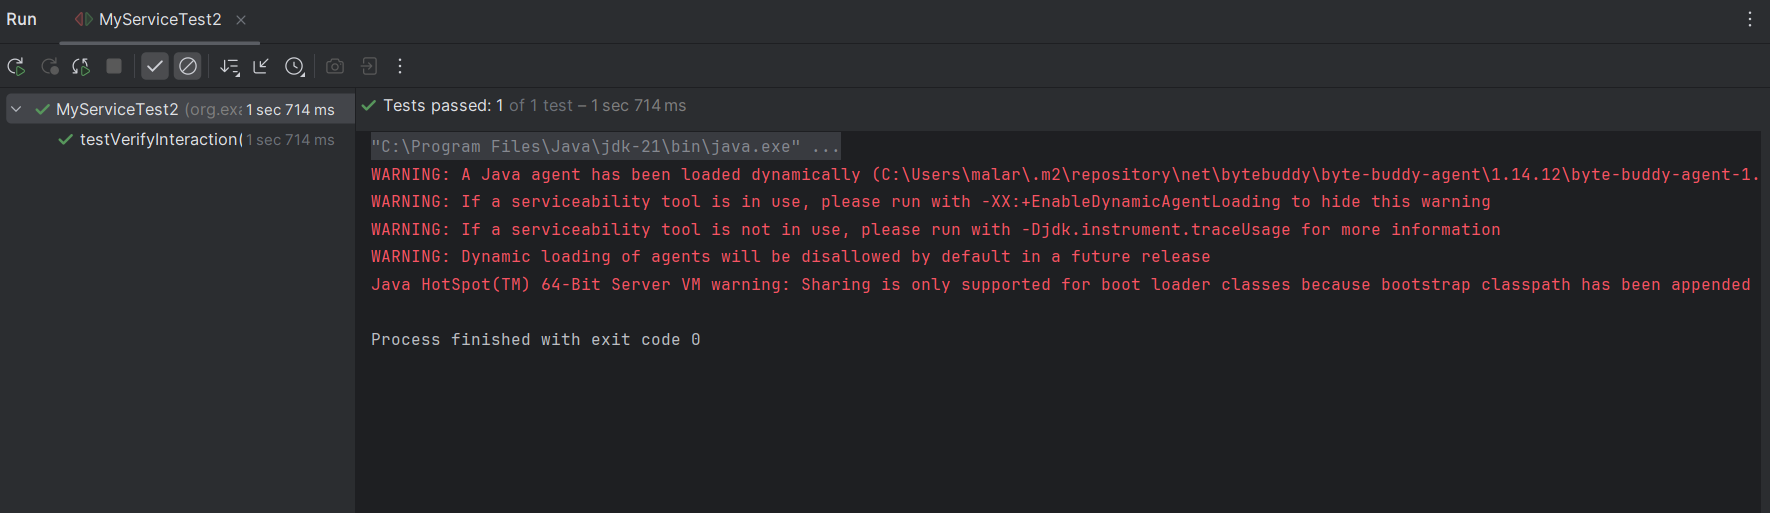 Run MyServiceTest2
MyServiceTest2 (org.exa 1 sec 714 ms
testVerifyInteraction( 1 sec 714 ms
Tests passed: 1 of 1 test – 1 sec 714 ms
"C:\Program Files\Java\jdk-21\bin\java.exe" ...
WARNING: A Java agent has been loaded dynamically (C:\Users\malar\.m2\repository\net\bytebuddy\byte-buddy-agent\1.14.12\byte-buddy-agent-1.
WARNING: If a serviceability tool is in use, please run with -XX:+EnableDynamicAgentLoading to hide this warning
WARNING: If a serviceability tool is not in use, please run with -Djdk.instrument.traceUsage for more information
WARNING: Dynamic loading of agents will be disallowed by default in a future release
Java HotSpot(TM) 64-Bit Server VM warning: Sharing is only supported for boot loader classes because bootstrap classpath has been appended
Process finished with exit code 0